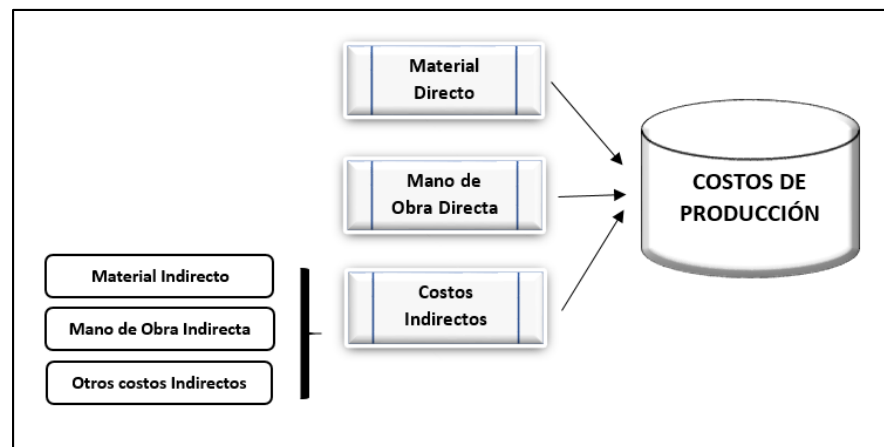 Material
Directo
Mano de
Obra Directa
COSTOS DE
PRODUCCIÓN
Material Indirecto
Mano de Obra Indirecta
Otros costos Indirectos
Costos
Indirectos